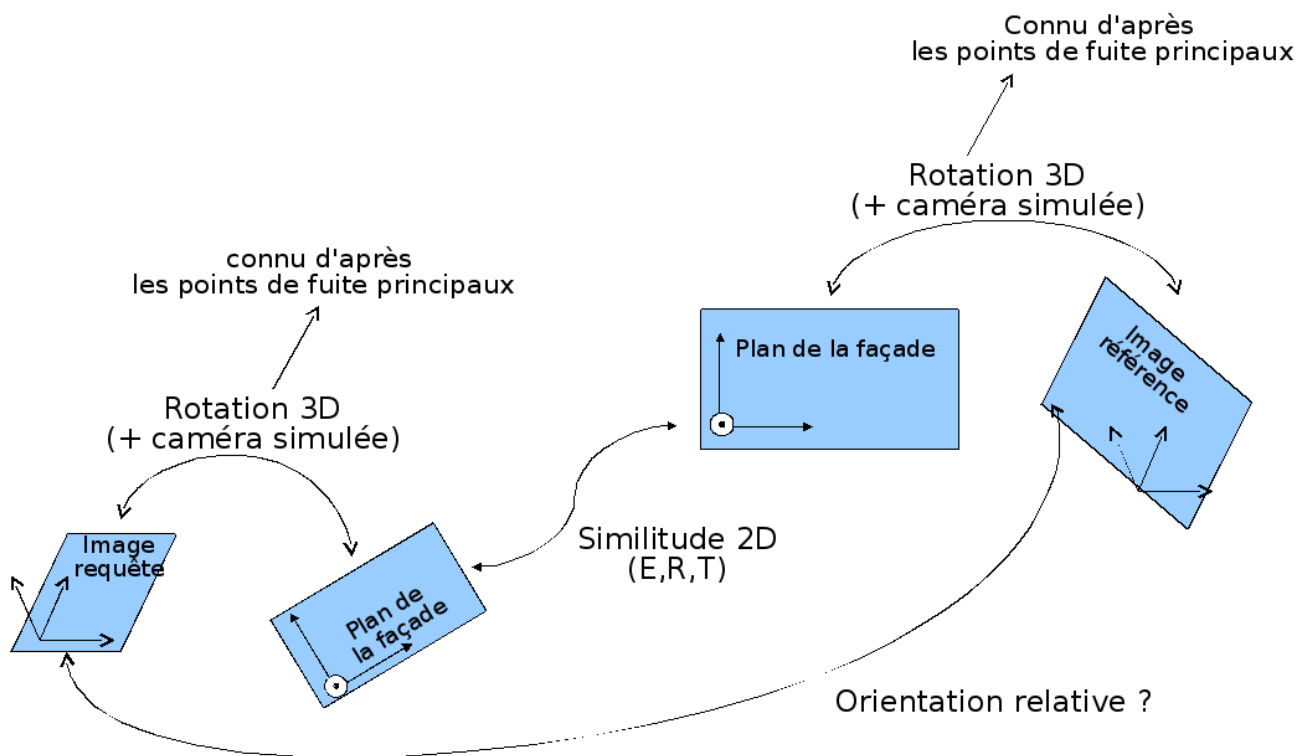 Connu d'après
les points de fuite principaux
Rotation 3D
(+ caméra simulée)
connu d'après
les points de fuite principaux
Plan de la façade
Image
référence
Rotation 3D
(+ caméra simulée)
Image
requête
Plan de
la façade
Similitude 2D
(E,R,T)
Orientation relative ?